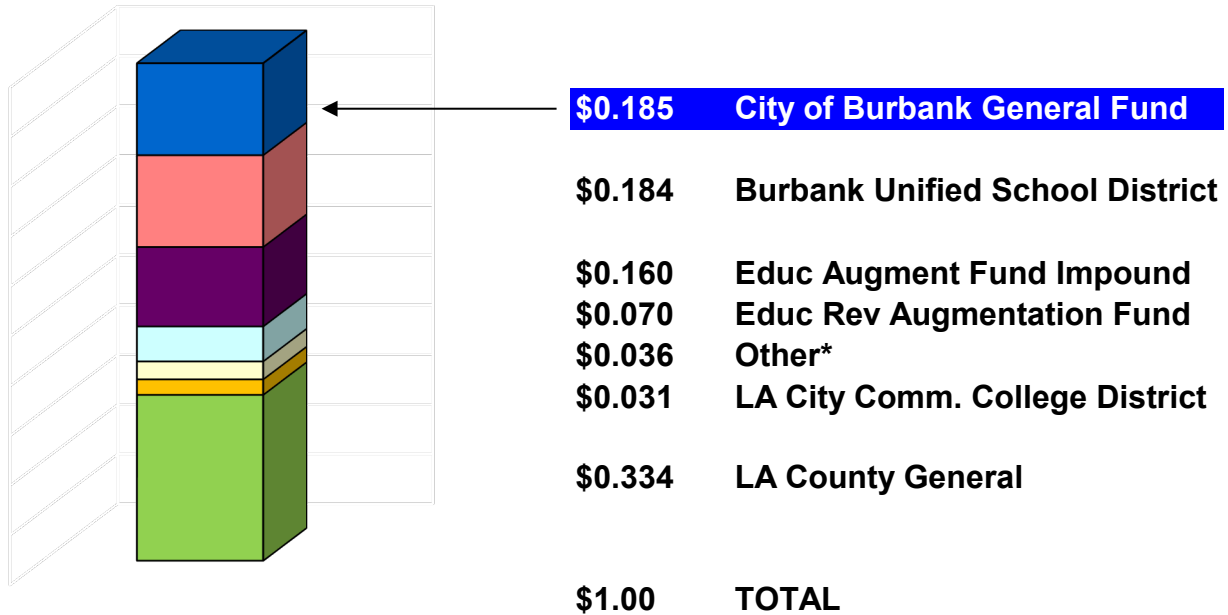 $0.185 City of Burbank General Fund
$0.184 Burbank Unified School District
$0.160 Educ Augment Fund Impound
$0.070 Educ Rev Augmentation Fund
$0.036 Other*
$0.031 LA City Comm. College District
$0.334 LA County General
$1.00 TOTAL